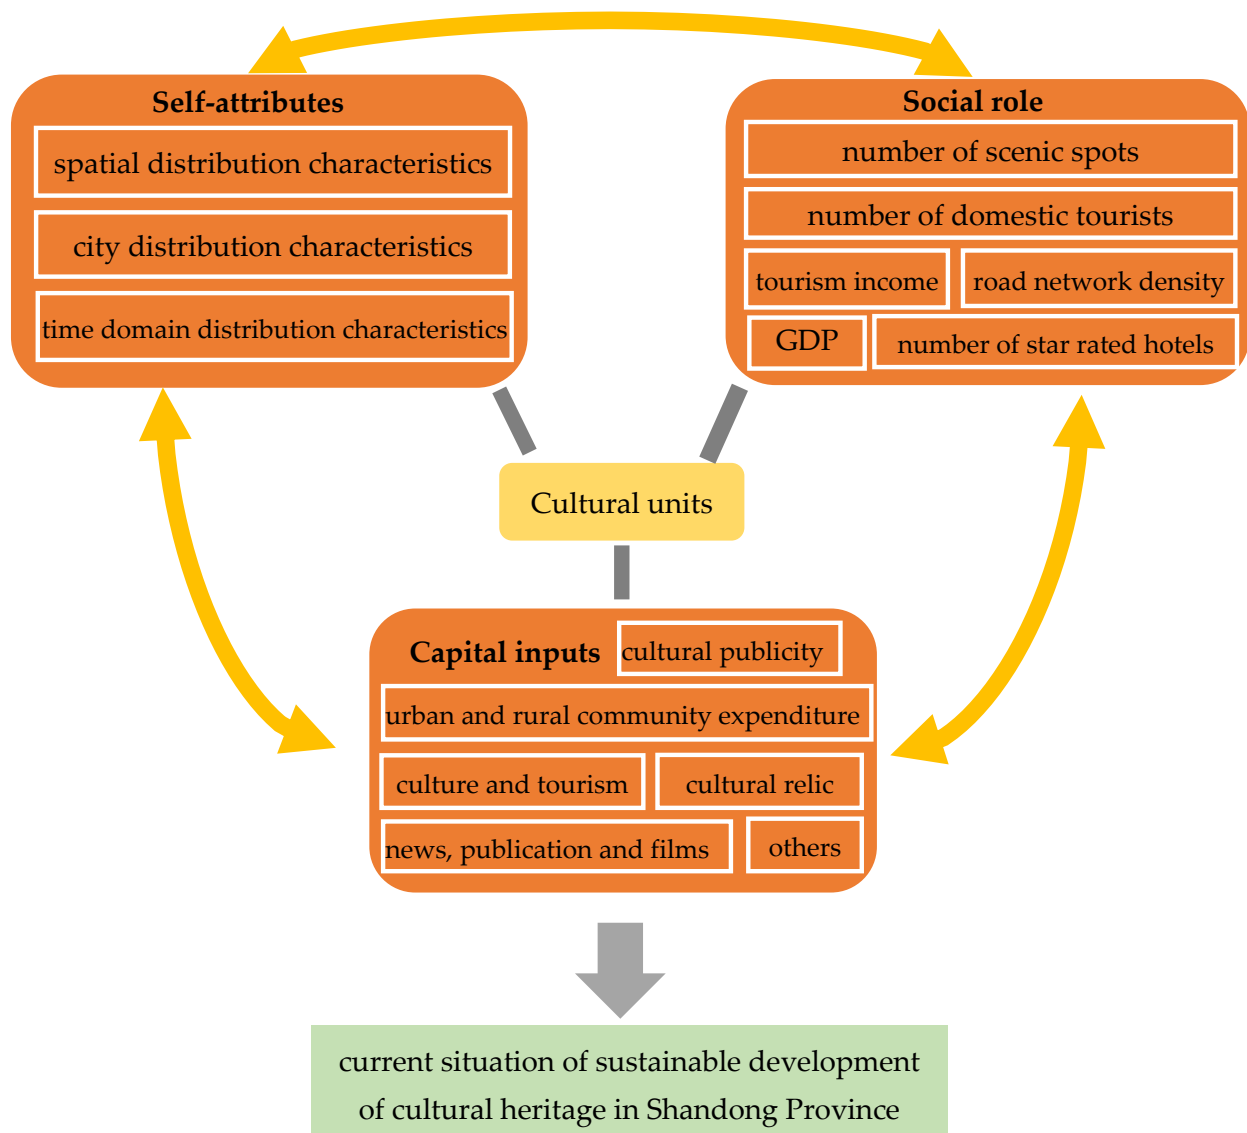 Self-attributes
spatial distribution characteristics
city distribution characteristics
time domain distribution characteristics
Social role
number of scenic spots
number of domestic tourists
tourism income
road network density
GDP
number of star rated hotels
Cultural units
Capital inputs
cultural publicity
urban and rural community expenditure
culture and tourism
cultural relic
news, publication and films
others
current situation of sustainable development
of cultural heritage in Shandong Province